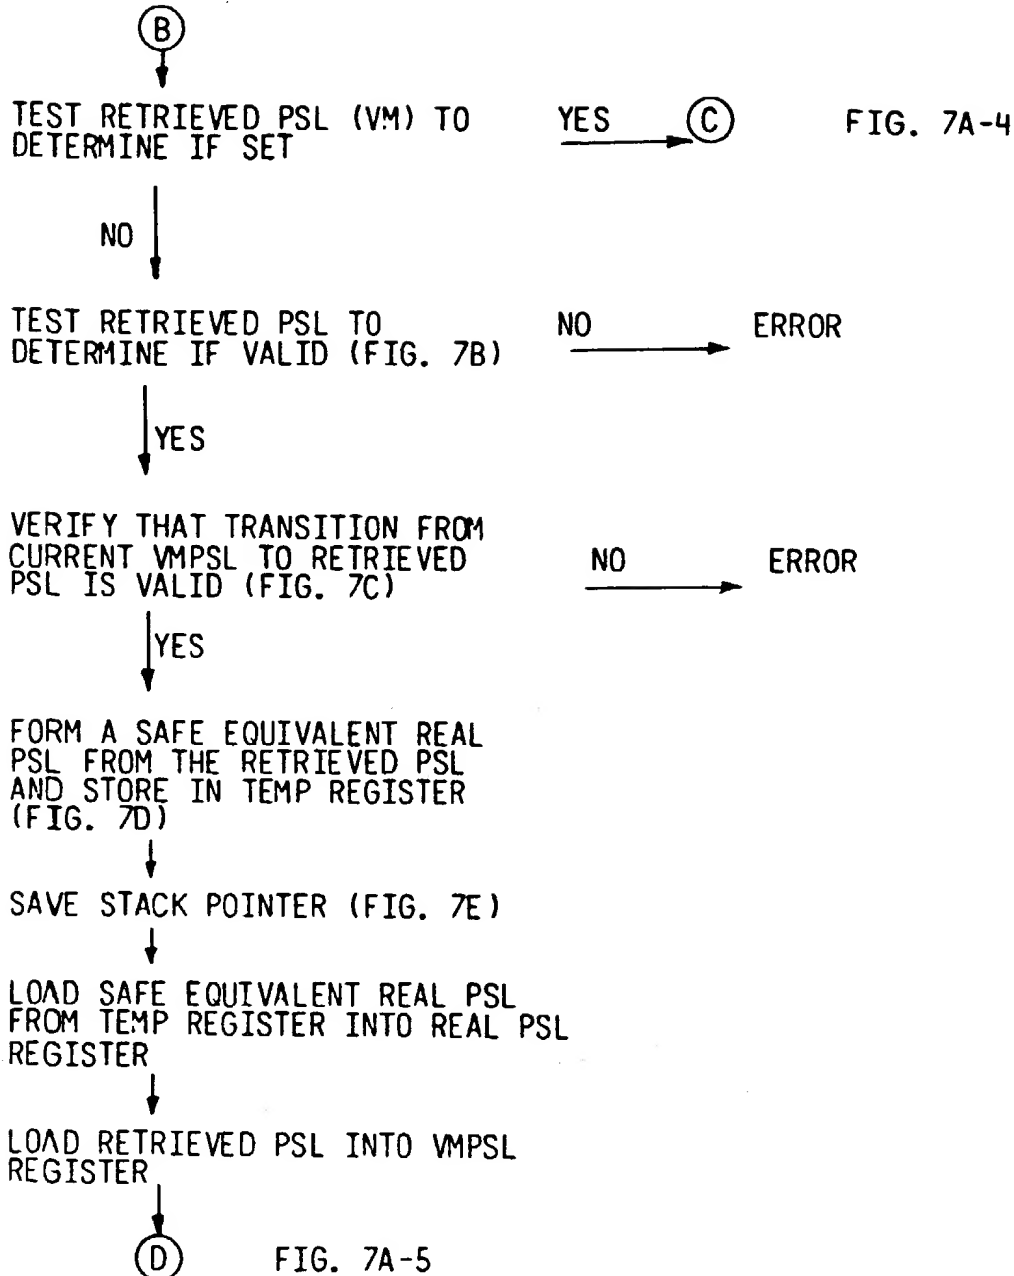 B
TEST RETRIEVED PSL (VM) TO
DETERMINE IF SET
YES
C
FIG. 7A-4
NO
TEST RETRIEVED PSL TO
DETERMINE IF VALID (FIG. 7B)
NO
ERROR
YES
VERIFY THAT TRANSITION FROM
CURRENT VMPSL TO RETRIEVED
PSL IS VALID (FIG. 7C)
NO
ERROR
YES
FORM A SAFE EQUIVALENT REAL
PSL FROM THE RETRIEVED PSL
AND STORE IN TEMP REGISTER
(FIG. 7D)
SAVE STACK POINTER (FIG. 7E)
LOAD SAFE EQUIVALENT REAL PSL
FROM TEMP REGISTER INTO REAL PSL
REGISTER
LOAD RETRIEVED PSL INTO VMPSL
REGISTER
D
FIG. 7A-5